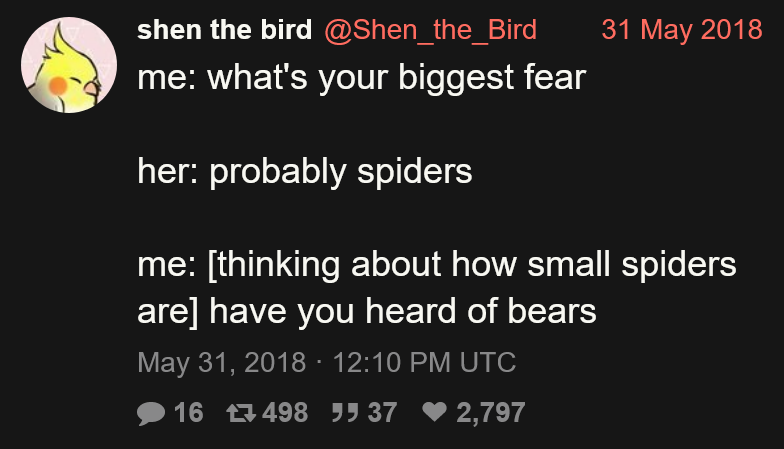 shen the bird @Shen_the_Bird 31 May 2018
me: what's your biggest fear
her: probably spiders
me: [thinking about how small spiders
are] have you heard of bears
May 31, 2018 · 12:10 PM UTC
16 498 37 2,797